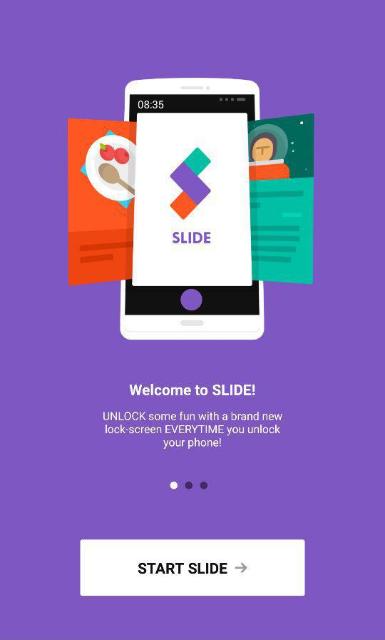 08:35
SLIDE
Welcome to SLIDE!
UNLOCK some fun with a brand new
lock-screen EVERYTIME you unlock
your phone!
START SLIDE →